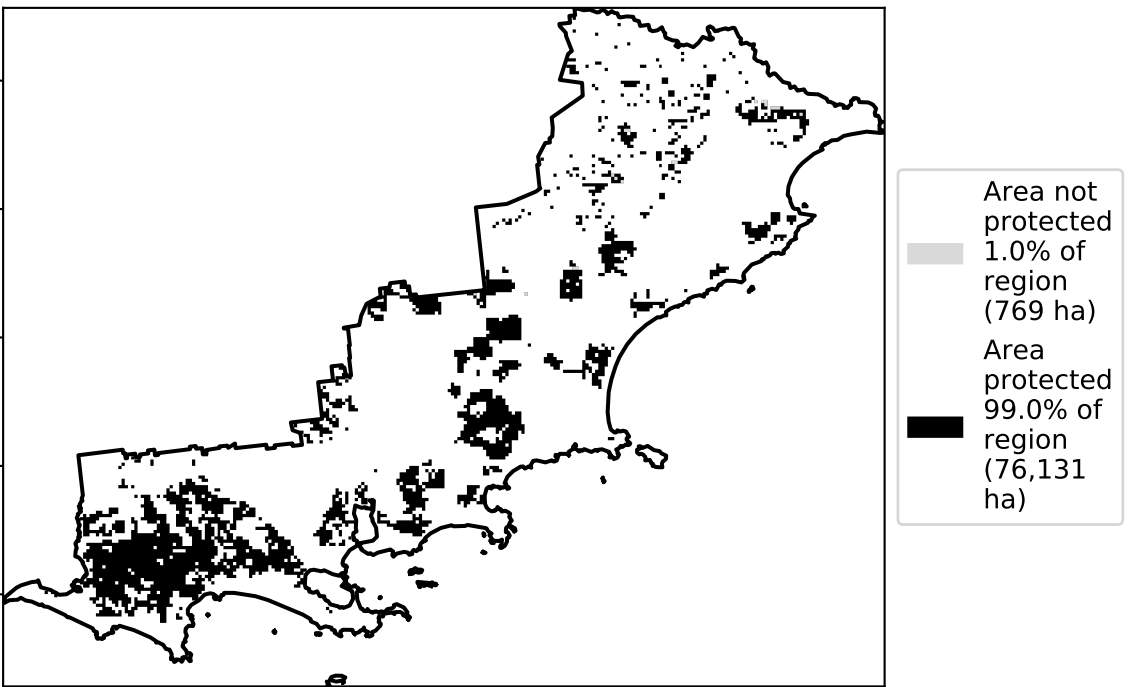 Area not
protected
1.0% of
region
(769 ha)
Area
protected
99.0% of
region
(76,131
ha)